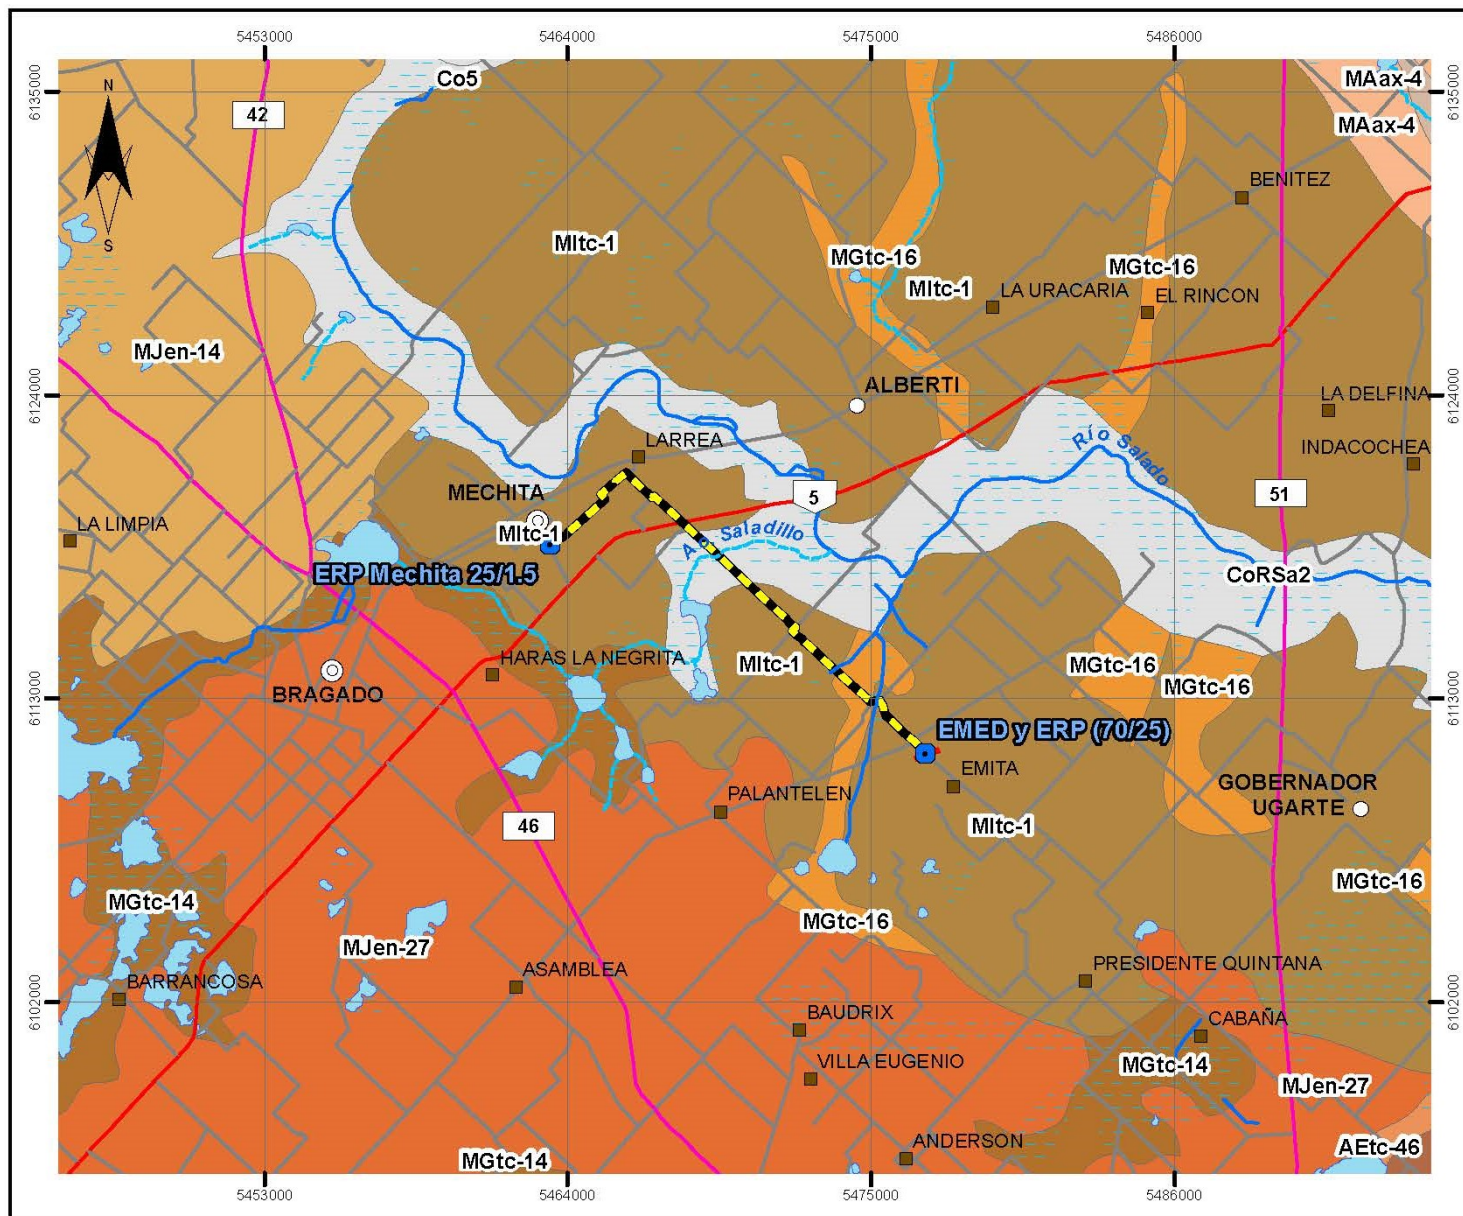 5453000
5464000
5475000
5486000
6135000
6135000
N
S
42
Co5
MAax-4
MAax-4
BENITEZ
MItc-1
MGtc-16
MItc-1
MGtc-16
LA URACARIA
EL RINCON
MJen-14
6124000
6124000
ALBERTI
LA DELFINA
LARREA
Río Salado
INDACOCHEA
MECHITA
5
51
LA LIMPIA
MItc-1
Ao. Saladillo
ERP Mechita 25/1.5
CoRSa2
HARAS LA NEGRITA
MItc-1
MGtc-16
MGtc-16
BRAGADO
6113000
6113000
EMED y ERP (70/25)
EMITA
PALANTELEN
GOBERNADOR
UGARTE
46
MItc-1
MGtc-14
MGtc-16
MGtc-16
MJen-27
BARRANCOSA
ASAMBLEA
PRESIDENTE QUINTANA
6102000
6102000
BAUDRIX
CABAÑA
VILLA EUGENIO
MGtc-14
MJen-27
MGtc-14
ANDERSON
AEtc-46
5453000
5464000
5475000
5486000